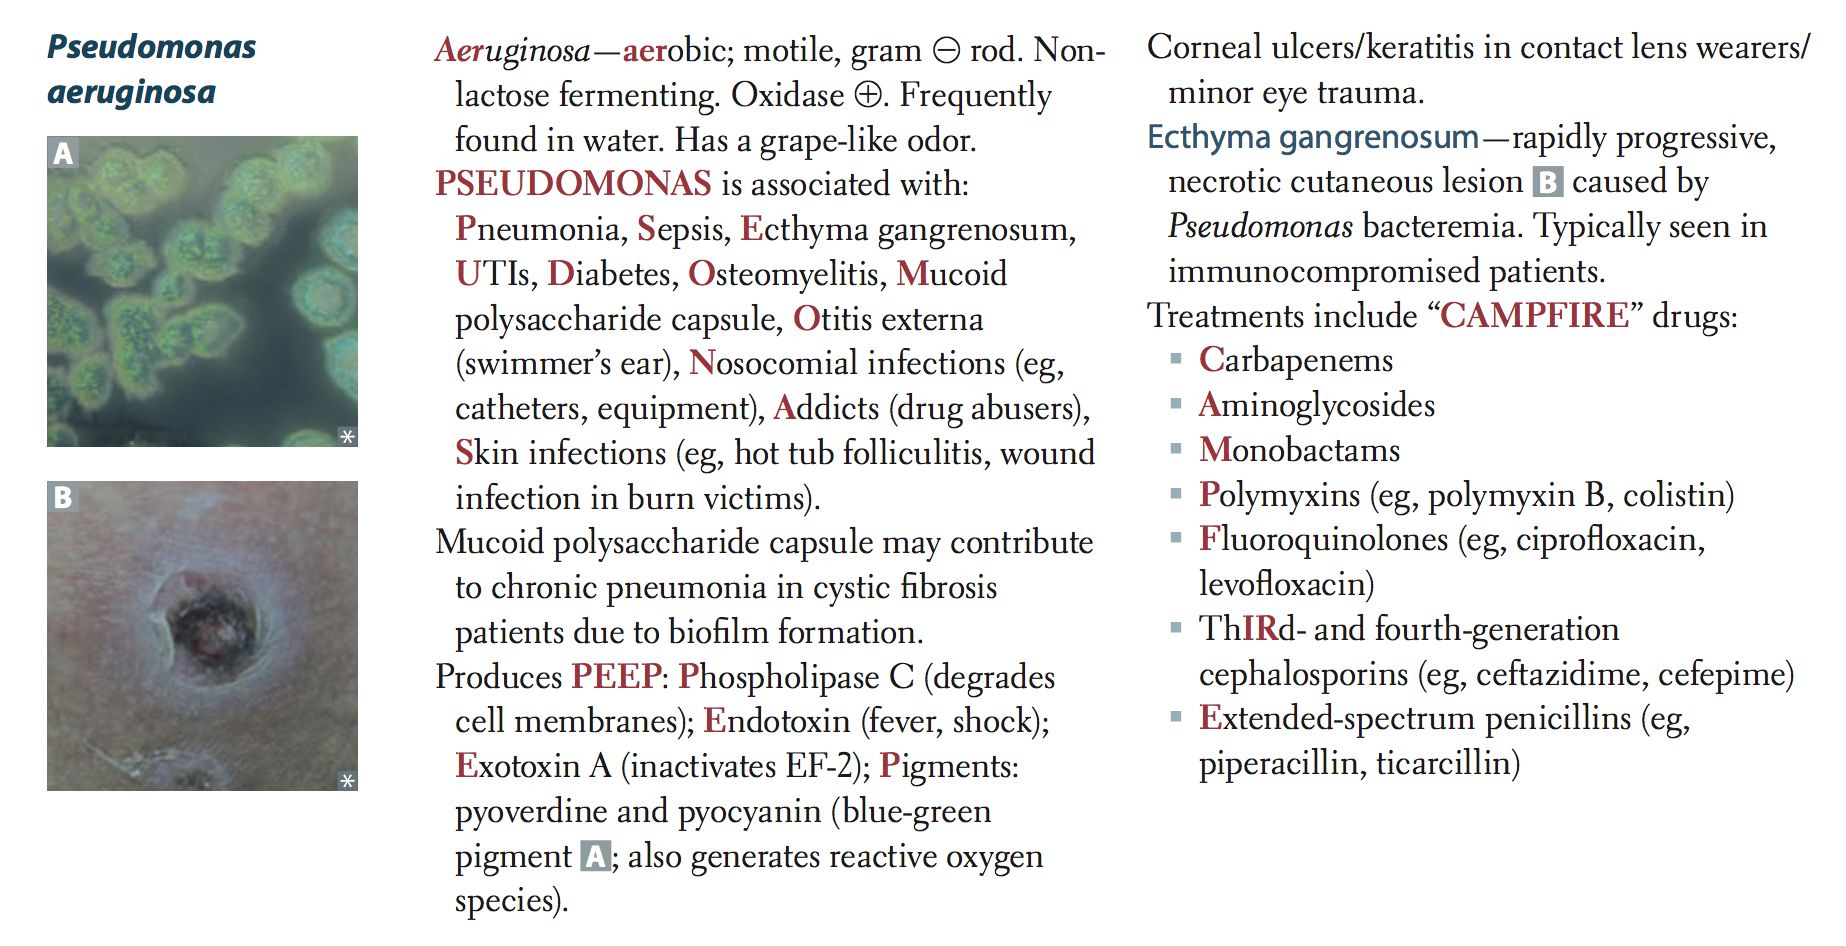 Pseudomonas
aeruginosa
A
*
B
*
Aeruginosa—aerobic; motile, gram ⊖ rod. Non-
lactose fermenting. Oxidase ⊕. Frequently
found in water. Has a grape-like odor.
PSEUDOMONAS is associated with:
Pneumonia, Sepsis, Ecthyma gangrenosum,
UTIs, Diabetes, Osteomyelitis, Mucoid
polysaccharide capsule, Otitis externa
(swimmer’s ear), Nosocomial infections (eg,
catheters, equipment), Addicts (drug abusers),
Skin infections (eg, hot tub folliculitis, wound
infection in burn victims).
Mucoid polysaccharide capsule may contribute
to chronic pneumonia in cystic fibrosis
patients due to biofilm formation.
Produces PEEP: Phospholipase C (degrades
cell membranes); Endotoxin (fever, shock);
Exotoxin A (inactivates EF-2); Pigments:
pyoverdine and pyocyanin (blue-green
pigment A; also generates reactive oxygen
species).
Corneal ulcers/keratitis in contact lens wearers/
minor eye trauma.
Ecthyma gangrenosum—rapidly progressive,
necrotic cutaneous lesion B caused by
Pseudomonas bacteremia. Typically seen in
immunocompromised patients.
Treatments include “CAMPFIRE” drugs:
▪ Carbapenems
▪ Aminoglycosides
▪ Monobactams
▪ Polymyxins (eg, polymyxin B, colistin)
▪ Fluoroquinolones (eg, ciprofloxacin,
levofloxacin)
▪ ThIRd- and fourth-generation
cephalosporins (eg, ceftazidime, cefepime)
▪ Extended-spectrum penicillins (eg,
piperacillin, ticarcillin)